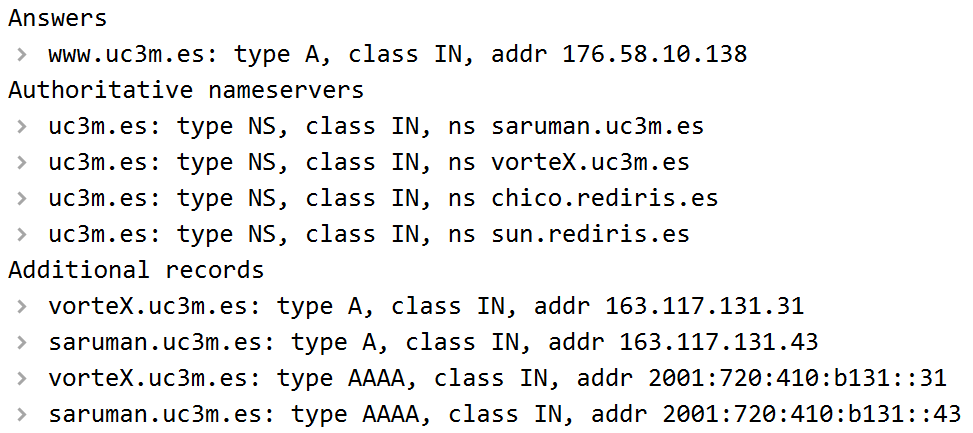 Answers
www.uc3m.es: type A, class IN, addr 176.58.10.138
Authoritative nameservers
uc3m.es: type NS, class IN, ns saruman.uc3m.es
uc3m.es: type NS, class IN, ns vorteX.uc3m.es
uc3m.es: type NS, class IN, ns chico.rediris.es
uc3m.es: type NS, class IN, ns sun.rediris.es
Additional records
vorteX.uc3m.es: type A, class IN, addr 163.117.131.31
saruman.uc3m.es: type A, class IN, addr 163.117.131.43
vorteX.uc3m.es: type AAAA, class IN, addr 2001:720:410:b131::31
saruman.uc3m.es: type AAAA, class IN, addr 2001:720:410:b131::43